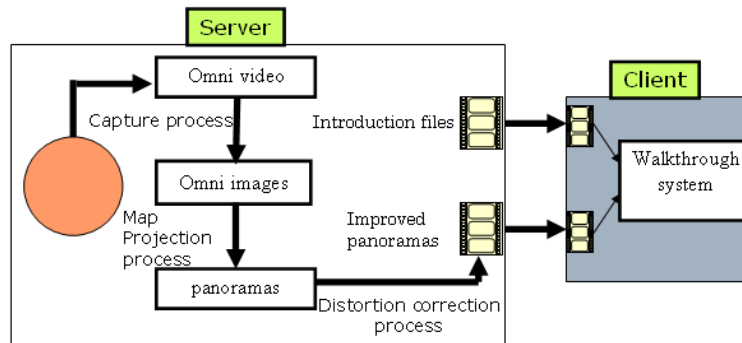 Server
Omni video
Capture process
Omni images
Map
Projection
process
panoramas
Introduction files
Improved
panoramas
Distortion correction
process
Client
Walkthrough
system